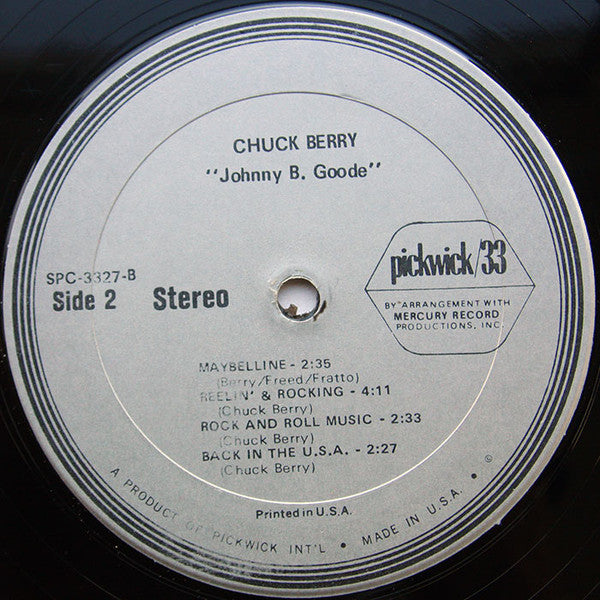 CHUCK BERRY
"Johnny B. Goode"
pickwick/33
BY ARRANGEMENT WITH
MERCURY RECORD
PRODUCTIONS, INC.
SPC-3327-B
Side 2 Stereo
MAYBELLINE - 2:35
(Berry/Freed/Fratto)
REELIN' & ROCKING - 4:11
(Chuck Berry)
ROCK AND ROLL MUSIC - 2:33
(Chuck Berry)
BACK IN THE U.S.A. - 2:27
(Chuck Berry)
Printed in U.S.A.
A PRODUCT OF PICKWICK INT'L • MADE IN U.S.A. • ℗